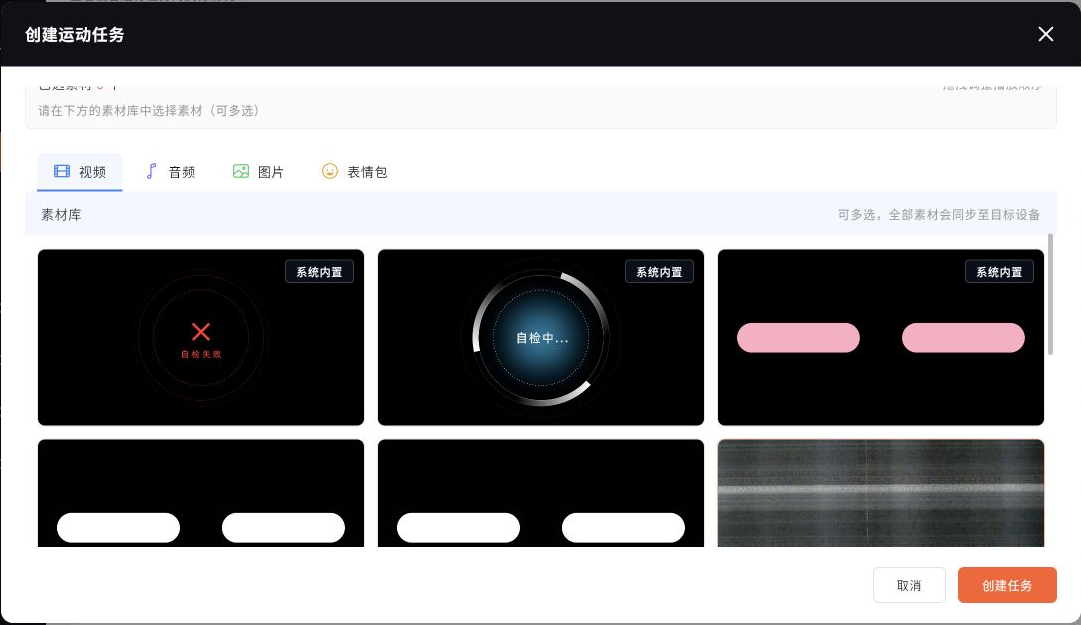 创建运动任务
请在下方的素材库中选择素材（可多选）
视频
音频
图片
表情包
素材库
可多选，全部素材会同步至目标设备
系统内置
自检失败
系统内置
自检中...
系统内置
取消
创建任务